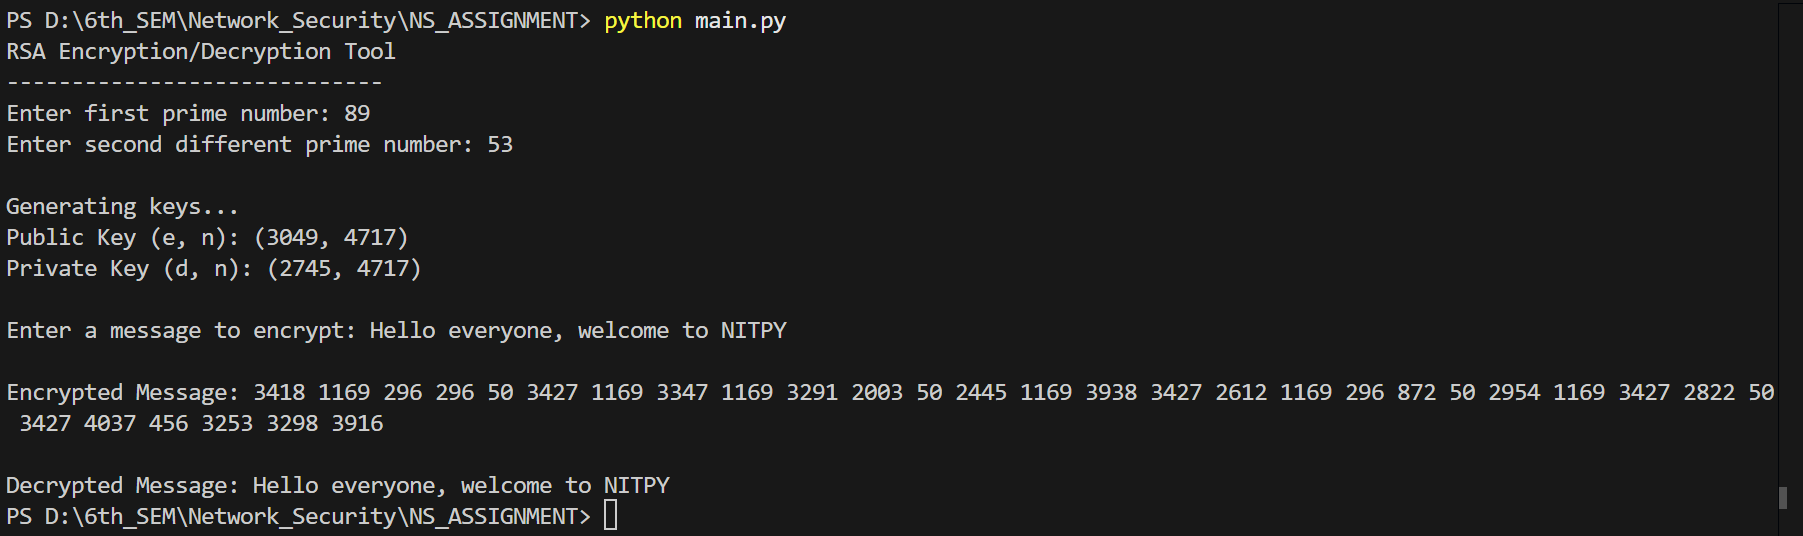 PS D:\6th_SEM\Network_Security\NS_ASSIGNMENT> python main.py
RSA Encryption/Decryption Tool
-----------------------------
Enter first prime number: 89
Enter second different prime number: 53
Generating keys...
Public Key (e, n): (3049, 4717)
Private Key (d, n): (2745, 4717)
Enter a message to encrypt: Hello everyone, welcome to NITPY
Encrypted Message: 3418 1169 296 296 50 3427 1169 3347 1169 3291 2003 50 2445 1169 3938 3427 2612 1169 296 872 50 2954 1169 3427 2822 50
3427 4037 456 3253 3298 3916
Decrypted Message: Hello everyone, welcome to NITPY
PS D:\6th_SEM\Network_Security\NS_ASSIGNMENT>